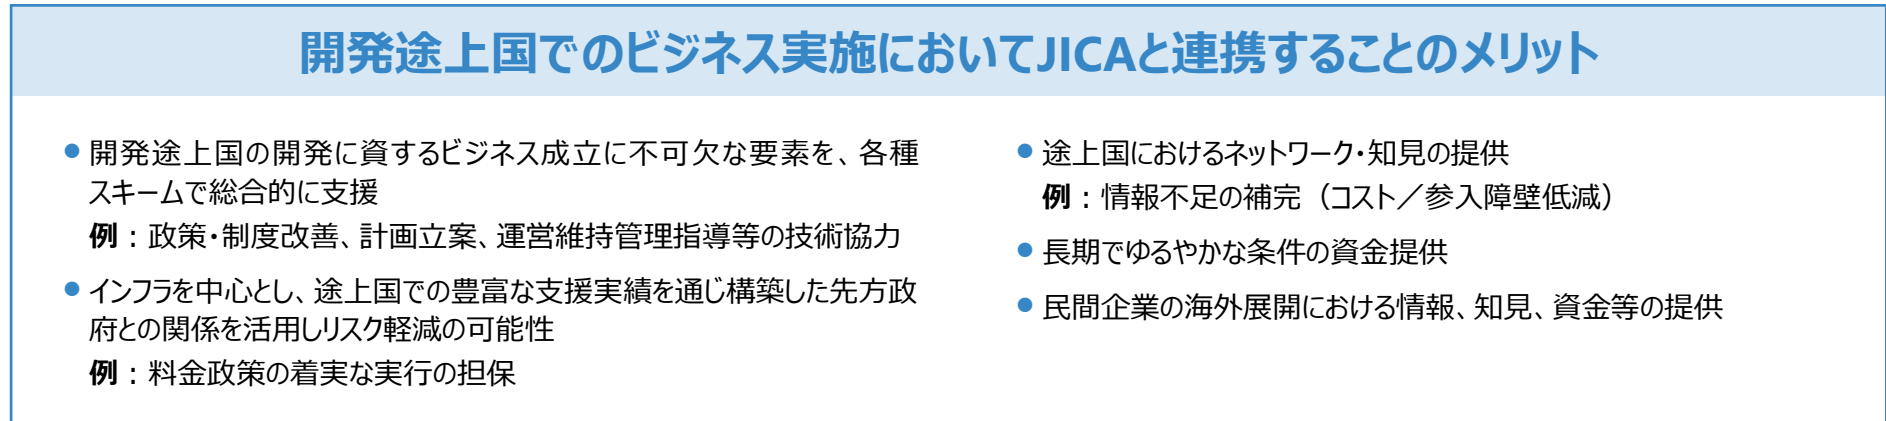 開発途上国でのビジネス実施においてJICAと連携することのメリット
●開発途上国の開発に資するビジネス成立に不可欠な要素を、各種
スキームで総合的に支援
例：政策・制度改善、計画立案、運営維持管理指導等の技術協力
●インフラを中心とし、途上国での豊富な支援実績を通じ構築した先方政
府との関係を活用しリスク軽減の可能性
例：料金政策の着実な実行の担保
●途上国におけるネットワーク・知見の提供
例：情報不足の補完（コスト／参入障壁低減）
●長期でゆるやかな条件の資金提供
●民間企業の海外展開における情報、知見、資金等の提供